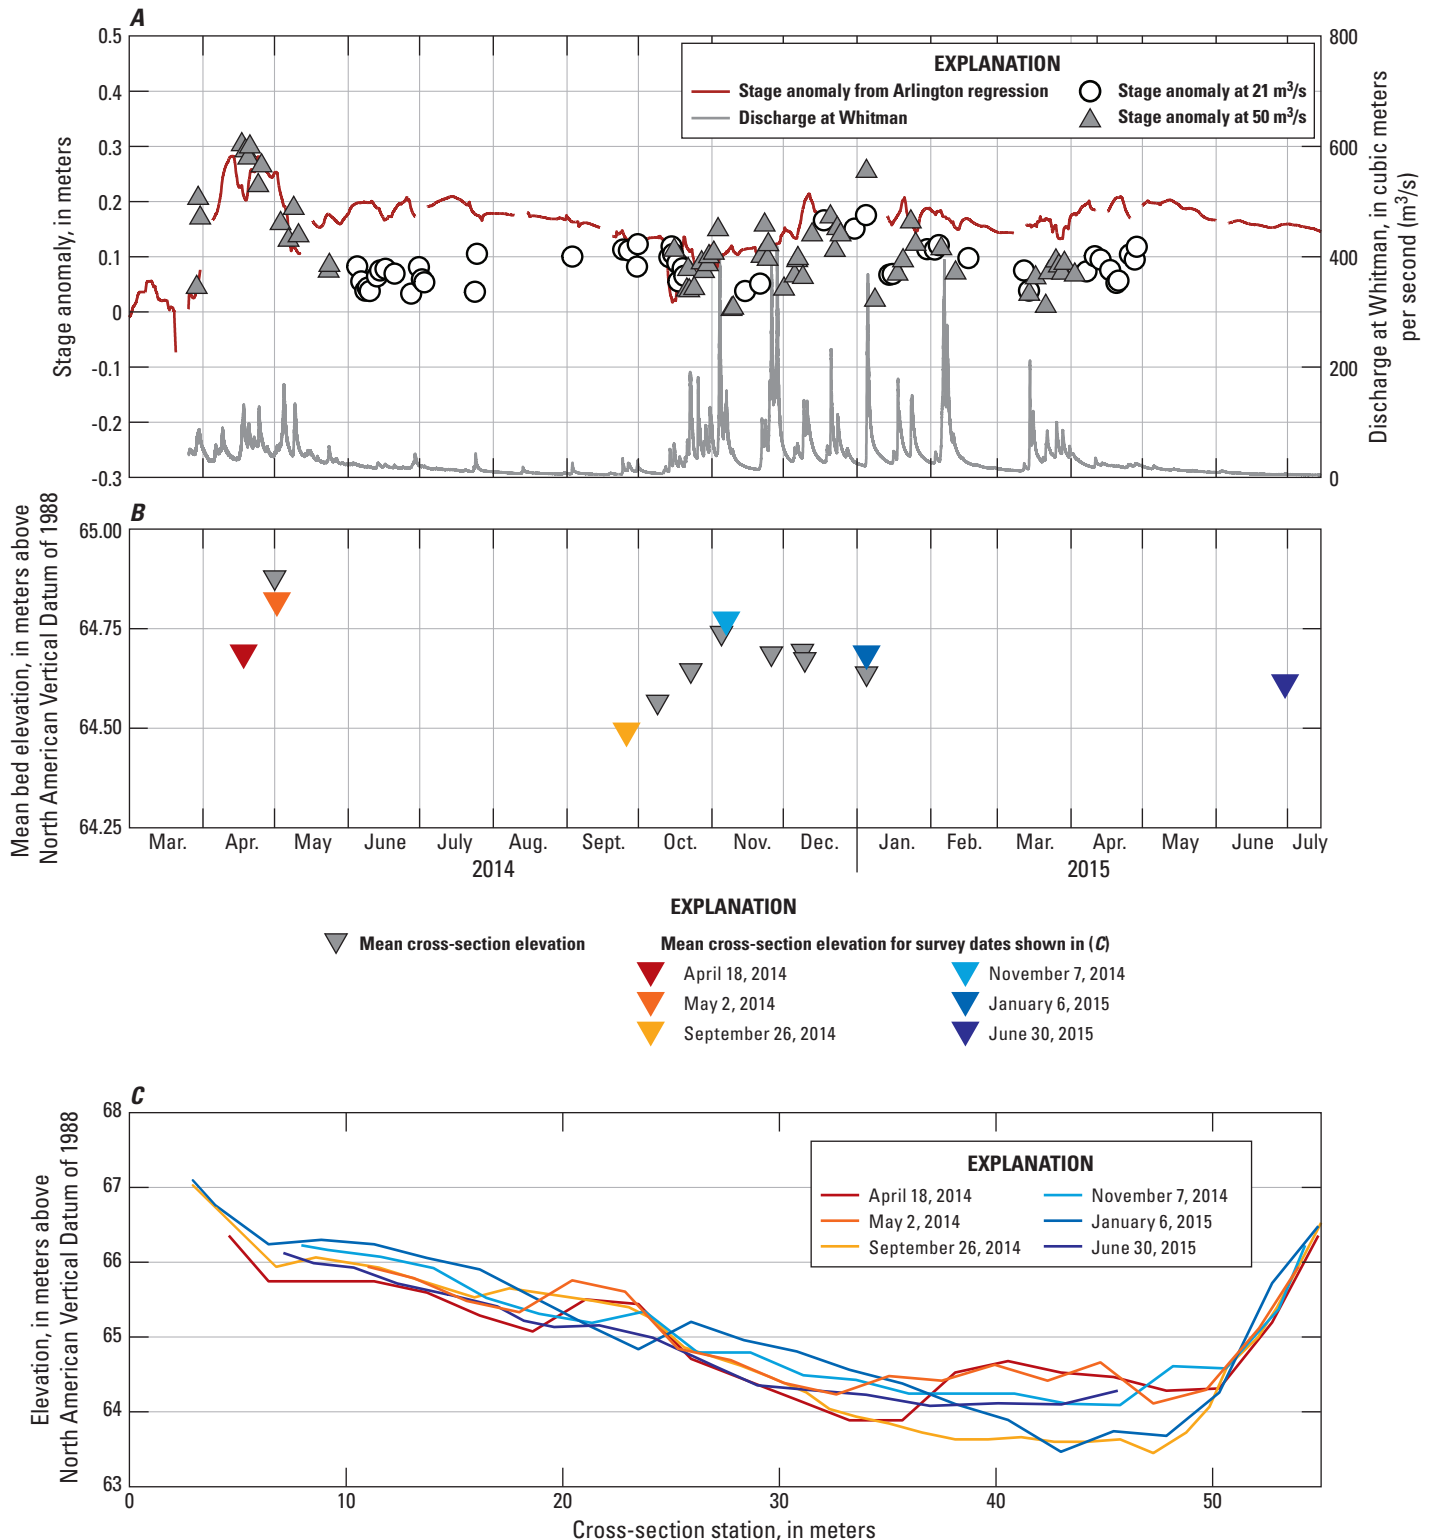 A
Stage anomaly, in meters
0.5
0.4
0.3
0.2
0.1
0
-0.1
-0.2
-0.3
EXPLANATION
Stage anomaly from Arlington regression
Discharge at Whitman
Stage anomaly at 21 m³/s
Stage anomaly at 50 m³/s
800
600
400
200
0
Discharge at Whitman, in cubic meters
per second (m³/s)
B
Mean bed elevation, in meters above
North American Vertical Datum of 1988
65.00
64.75
64.50
64.25
Mar. Apr. May June July Aug. Sept. Oct. Nov. Dec. Jan. Feb. Mar. Apr. May June July
2014 2015
EXPLANATION
Mean cross-section elevation
Mean cross-section elevation for survey dates shown in (C)
April 18, 2014
May 2, 2014
September 26, 2014
November 7, 2014
January 6, 2015
June 30, 2015
C
Elevation, in meters above
North American Vertical Datum of 1988
68
67
66
65
64
63
EXPLANATION
April 18, 2014
May 2, 2014
September 26, 2014
November 7, 2014
January 6, 2015
June 30, 2015
0 10 20 30 40 50
Cross-section station, in meters